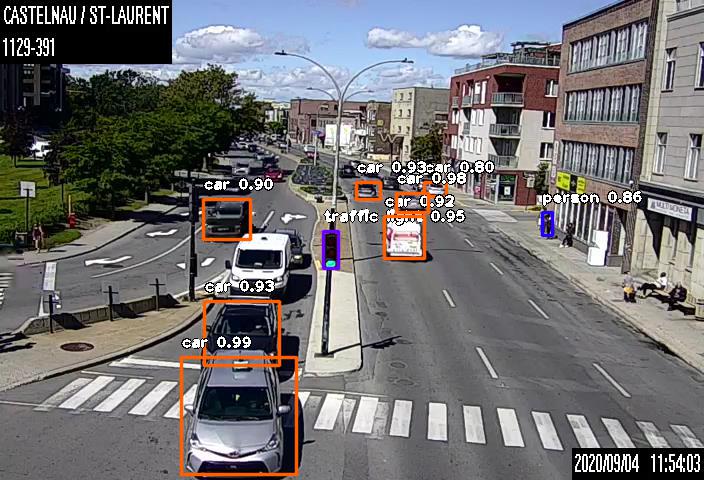 CASTELNAU / ST-LAURENT
1129-391
car 0.93
car 0.80
car 0.98
car 0.90
car 0.92
person 0.86
traffic light 0.95
car 0.93
car 0.99
2020/09/04 11:54:03